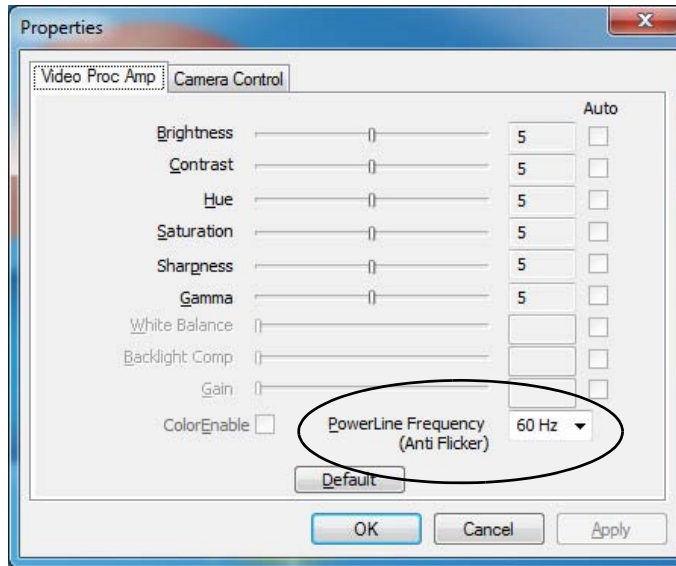 Properties
Video Proc Amp Camera Control
Auto
Brightness 5
Contrast 5
Hue 5
Saturation 5
Sharpness 5
Gamma 5
White Balance
Backlight Comp
Gain
ColorEnable PowerLine Frequency 60 Hz
(Anti Flicker)
Default
OK Cancel Apply